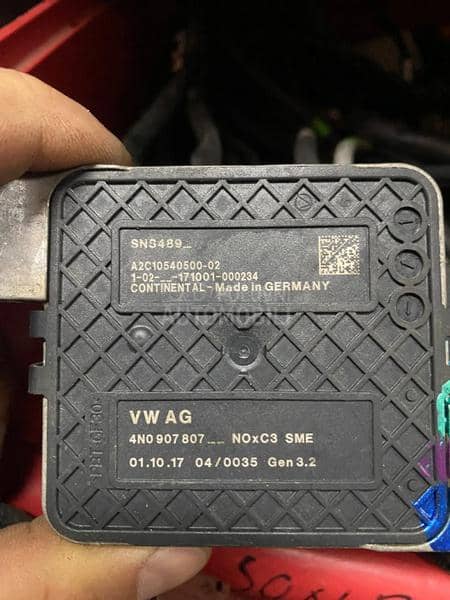 SNS489__
A2C10540500-02
1-02-__-171001-000234
CONTINENTAL-Made in GERMANY
VW AG
4N0 907 807 __ NOxC3 SME
01.10.17 04/0035 Gen 3.2